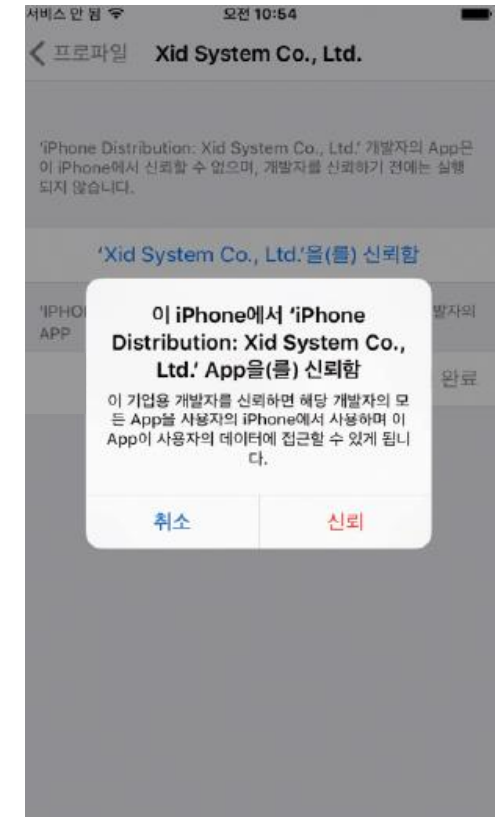 서비스 안 됨 오전 10:54
프로파일 Xid System Co., Ltd.
'iPhone Distribution: Xid System Co., Ltd.' 개발자의 App은
이 iPhone에서 신뢰할 수 없으며, 개발자를 신뢰하기 전에는 실행
되지 않습니다.
'Xid System Co., Ltd.'을(를) 신뢰함
'IPHO 발자의
APP
이 iPhone에서 'iPhone
Distribution: Xid System Co.,
Ltd.' App을(를) 신뢰함
완료
이 기업용 개발자를 신뢰하면 해당 개발자의 모
든 App을 사용자의 iPhone에서 사용하며 이
App이 사용자의 데이터에 접근할 수 있게 됩니
다.
취소 신뢰